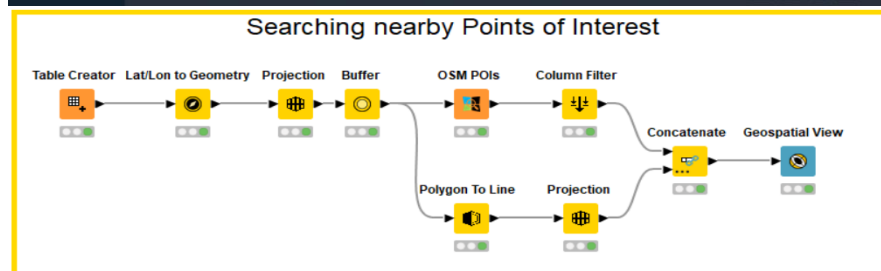 Searching nearby Points of Interest
Table Creator
Lat/Lon to Geometry
Projection
Buffer
OSM POIs
Column Filter
Concatenate
Geospatial View
Polygon To Line
Projection